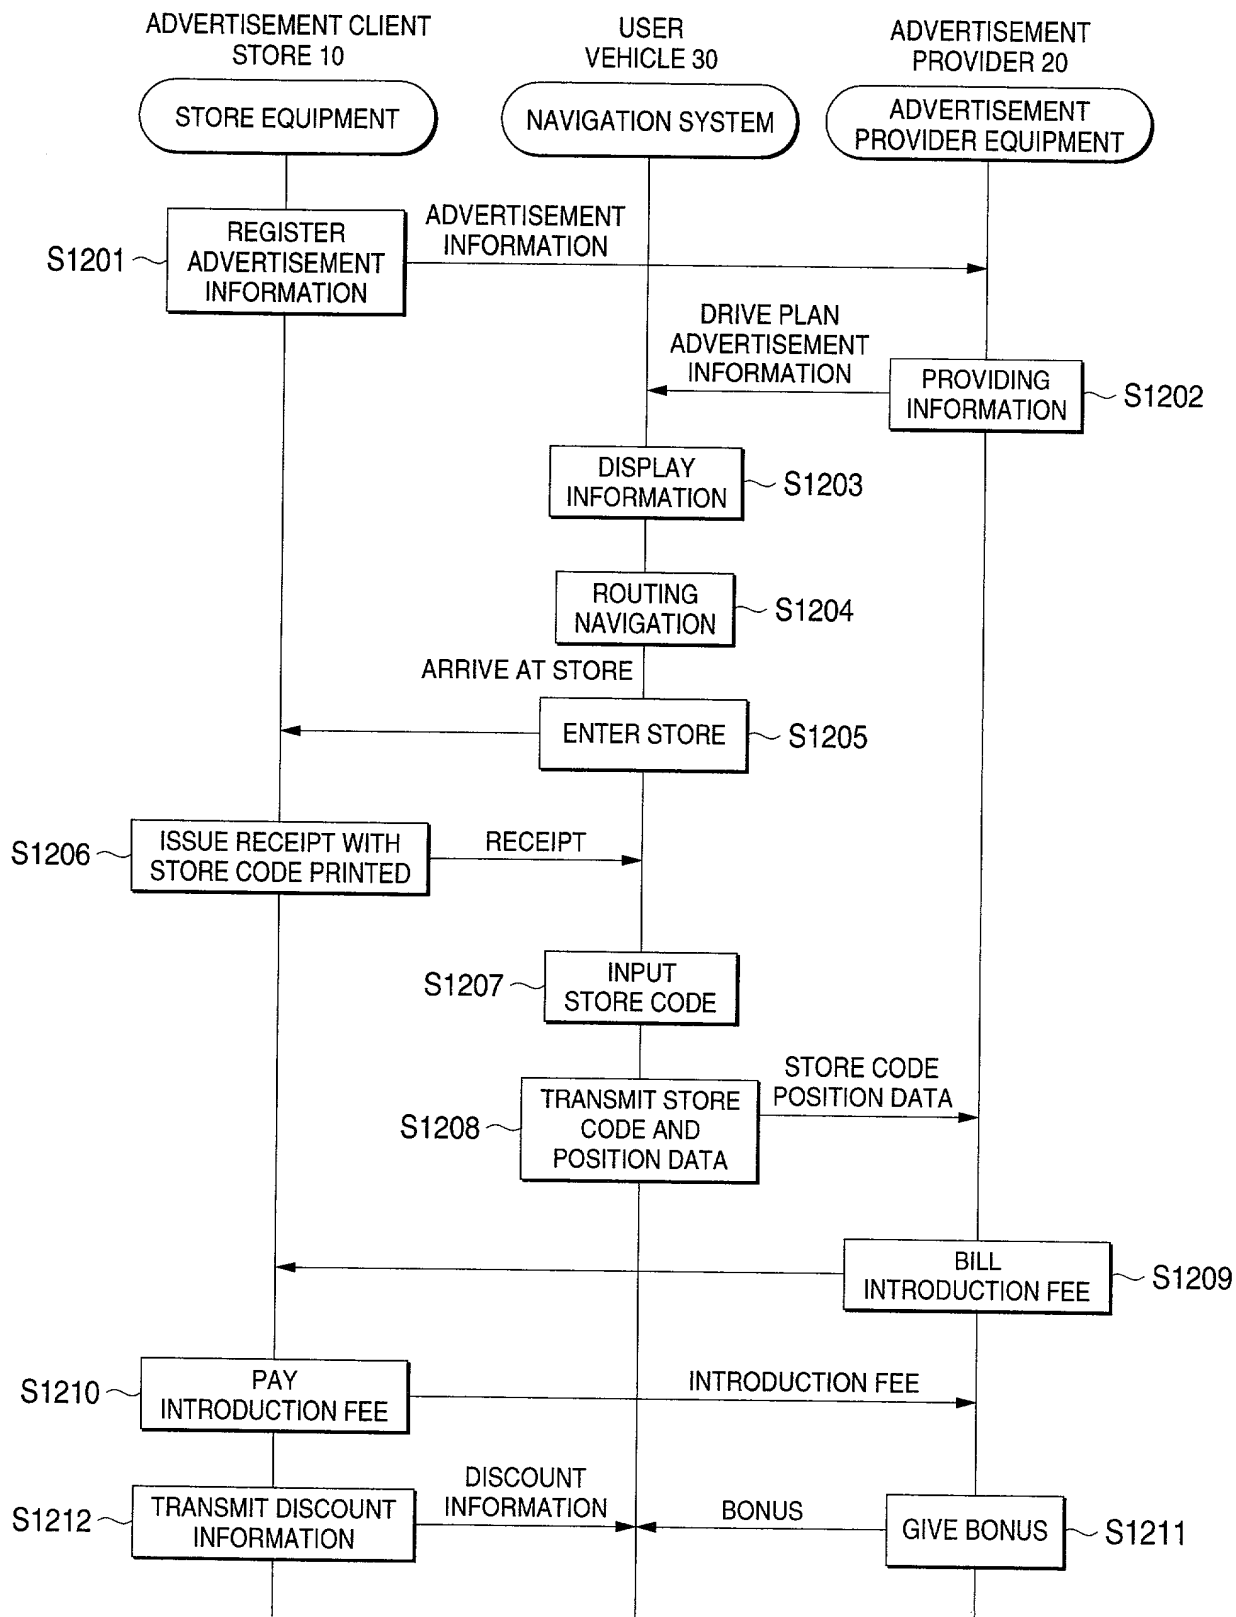 ADVERTISEMENT CLIENT
STORE 10
USER
VEHICLE 30
ADVERTISEMENT
PROVIDER 20
STORE EQUIPMENT
NAVIGATION SYSTEM
ADVERTISEMENT
PROVIDER EQUIPMENT
S1201
REGISTER
ADVERTISEMENT
INFORMATION
ADVERTISEMENT
INFORMATION
DRIVE PLAN
ADVERTISEMENT
INFORMATION
PROVIDING
INFORMATION
S1202
DISPLAY
INFORMATION
S1203
ROUTING
NAVIGATION
S1204
ARRIVE AT STORE
ENTER STORE
S1205
S1206
ISSUE RECEIPT WITH
STORE CODE PRINTED
RECEIPT
S1207
INPUT
STORE CODE
S1208
TRANSMIT STORE
CODE AND
POSITION DATA
STORE CODE
POSITION DATA
BILL
INTRODUCTION FEE
S1209
S1210
PAY
INTRODUCTION FEE
INTRODUCTION FEE
S1212
TRANSMIT DISCOUNT
INFORMATION
DISCOUNT
INFORMATION
BONUS
GIVE BONUS
S1211